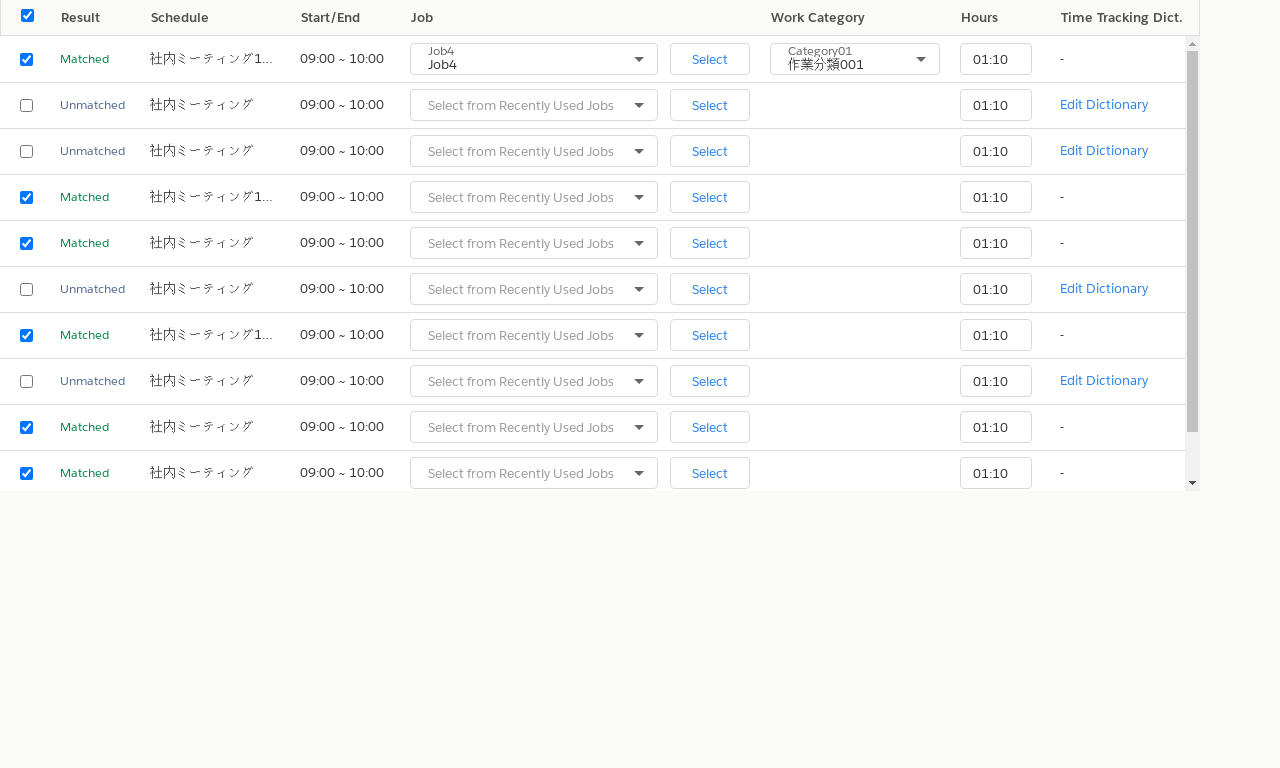 Result Schedule Start/End Job Work Category Hours Time Tracking Dict.
Matched 社内ミーティング1... 09:00 ~ 10:00 Job4 Job4 Select Category01 作業分類001 01:10 -
Unmatched 社内ミーティング 09:00 ~ 10:00 Select from Recently Used Jobs Select 01:10 Edit Dictionary
Unmatched 社内ミーティング 09:00 ~ 10:00 Select from Recently Used Jobs Select 01:10 Edit Dictionary
Matched 社内ミーティング1... 09:00 ~ 10:00 Select from Recently Used Jobs Select 01:10 -
Matched 社内ミーティング 09:00 ~ 10:00 Select from Recently Used Jobs Select 01:10 -
Unmatched 社内ミーティング 09:00 ~ 10:00 Select from Recently Used Jobs Select 01:10 Edit Dictionary
Matched 社内ミーティング1... 09:00 ~ 10:00 Select from Recently Used Jobs Select 01:10 -
Unmatched 社内ミーティング 09:00 ~ 10:00 Select from Recently Used Jobs Select 01:10 Edit Dictionary
Matched 社内ミーティング 09:00 ~ 10:00 Select from Recently Used Jobs Select 01:10 -
Matched 社内ミーティング 09:00 ~ 10:00 Select from Recently Used Jobs Select 01:10 -